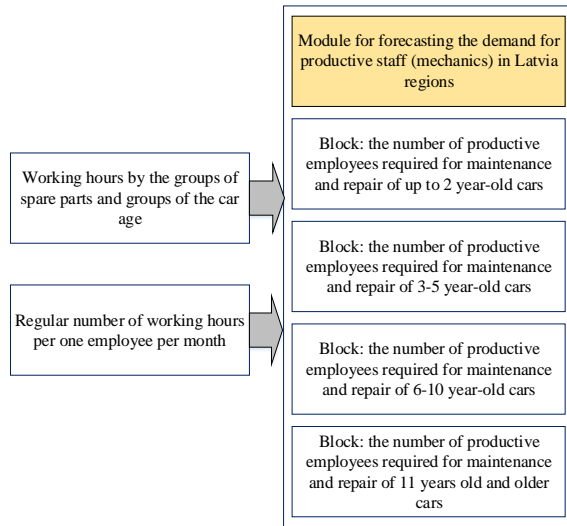 Module for forecasting the demand for
productive staff (mechanics) in Latvia
regions
Working hours by the groups of
spare parts and groups of the car
age
Regular number of working hours
per one employee per month
Block: the number of productive
employees required for maintenance
and repair of up to 2 year-old cars
Block: the number of productive
employees required for maintenance
and repair of 3-5 year-old cars
Block: the number of productive
employees required for maintenance
and repair of 6-10 year-old cars
Block: the number of productive
employees required for maintenance
and repair of 11 years old and older
cars